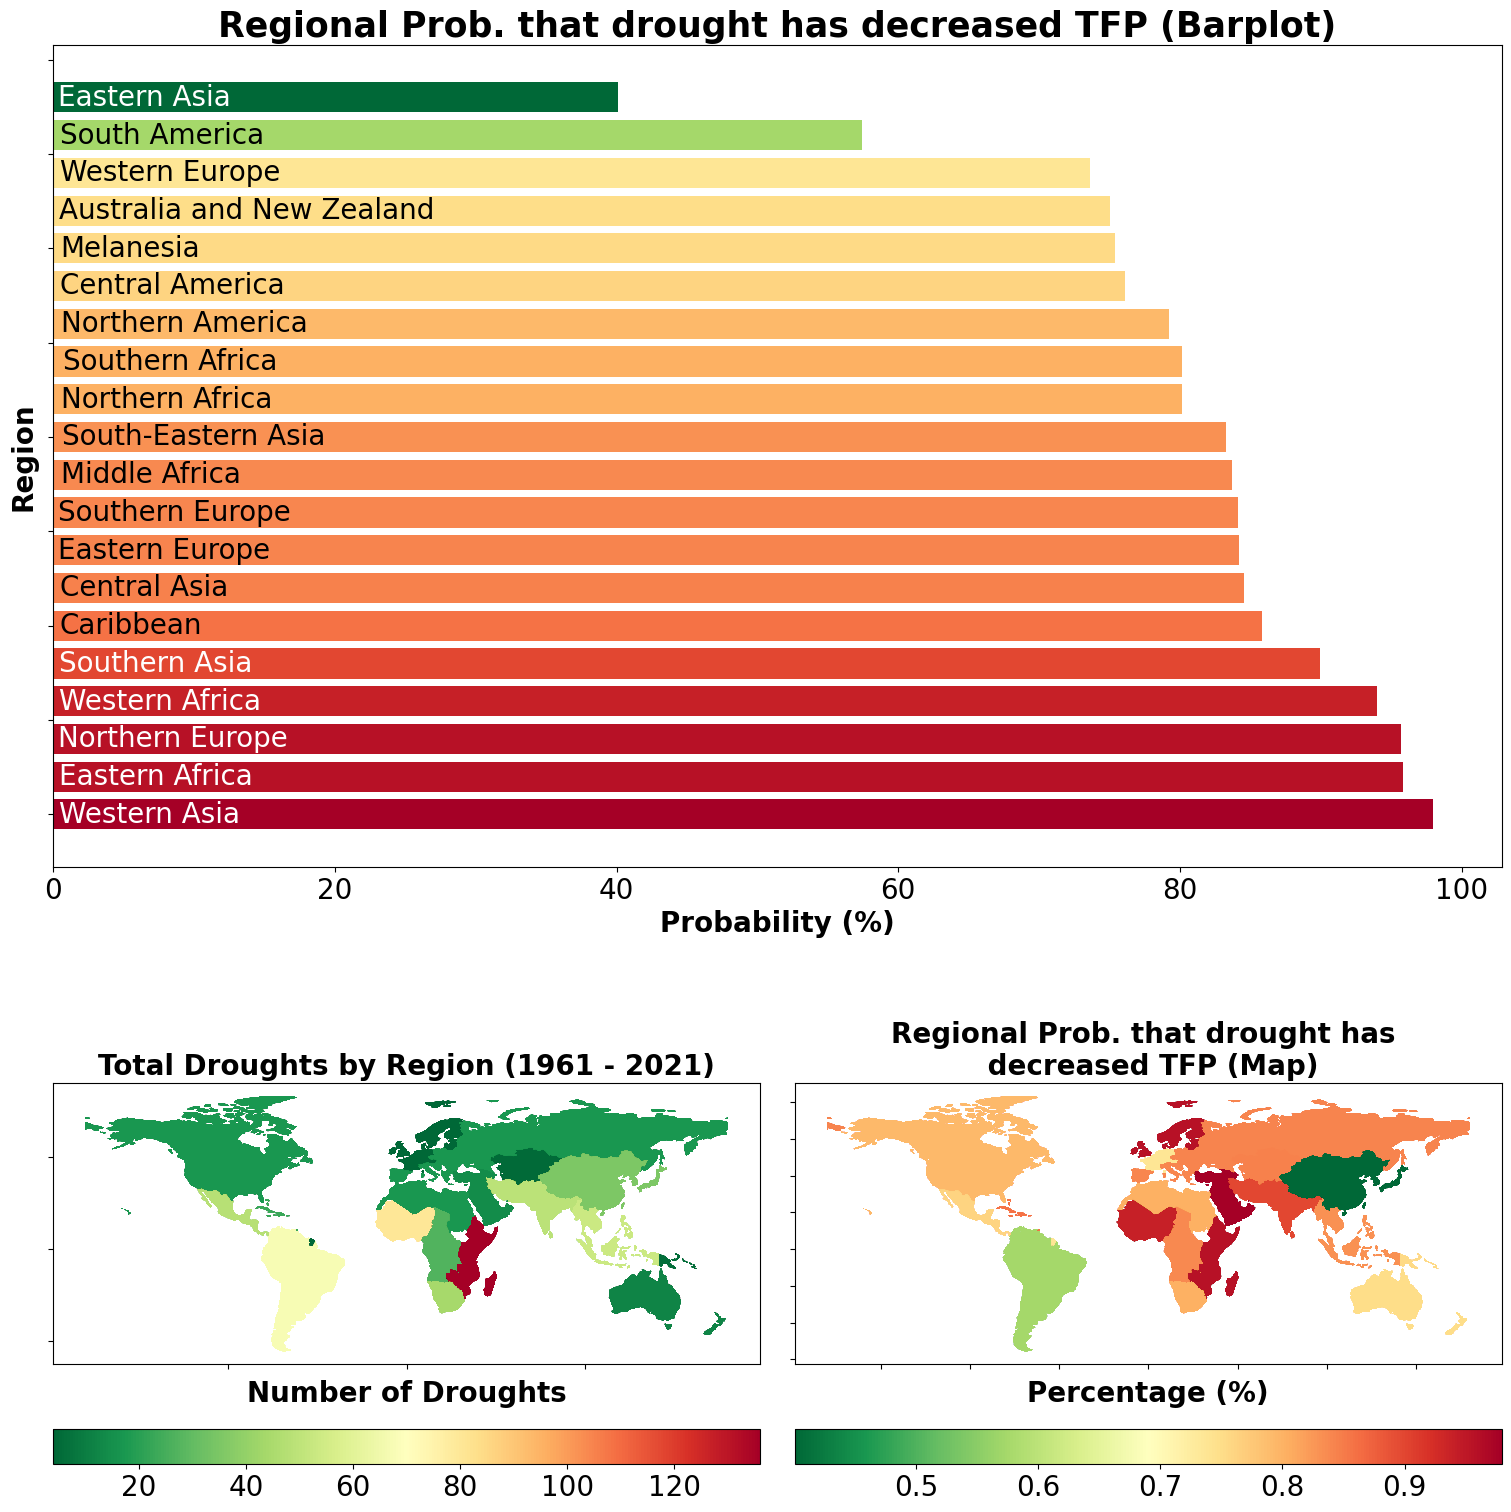 Regional Prob. that drought has decreased TFP (Barplot)
Region
Eastern Asia
South America
Western Europe
Australia and New Zealand
Melanesia
Central America
Northern America
Southern Africa
Northern Africa
South-Eastern Asia
Middle Africa
Southern Europe
Eastern Europe
Central Asia
Caribbean
Southern Asia
Western Africa
Northern Europe
Eastern Africa
Western Asia
0 20 40 60 80 100
Probability (%)
Total Droughts by Region (1961 - 2021)
Number of Droughts
20 40 60 80 100 120
Regional Prob. that drought has
decreased TFP (Map)
Percentage (%)
0.5 0.6 0.7 0.8 0.9